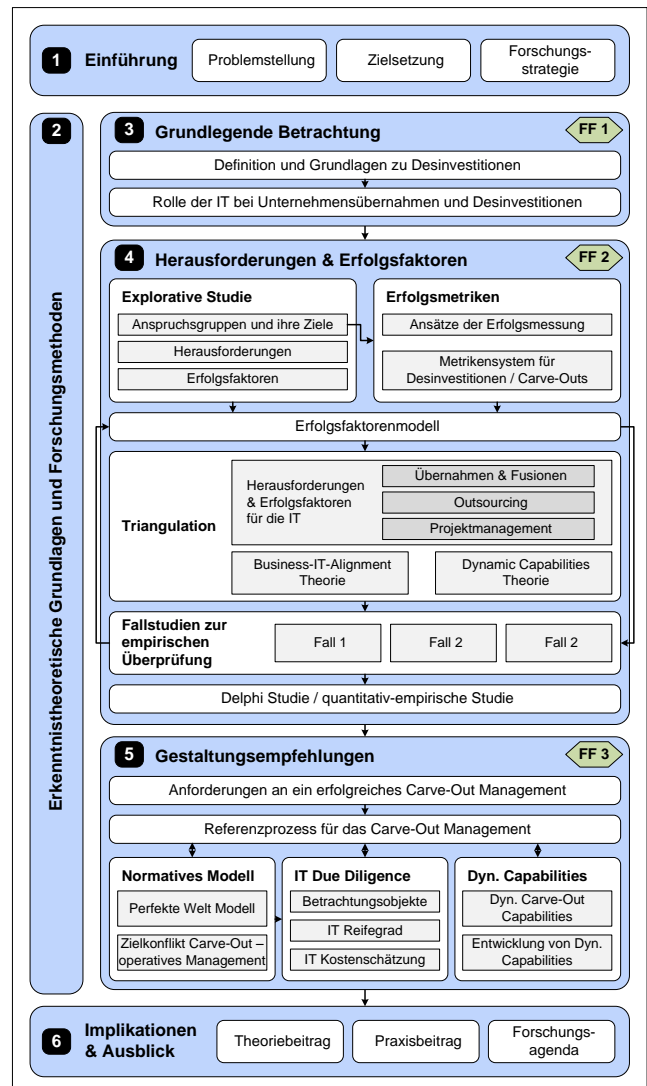 1
Einführung
Problemstellung
Zielsetzung
Forschungs-
strategie
2
Erkenntnistheoretische Grundlagen und Forschungsmethoden
3
Grundlegende Betrachtung
FF 1
Definition und Grundlagen zu Desinvestitionen
Rolle der IT bei Unternehmensübernahmen und Desinvestitionen
4
Herausforderungen & Erfolgsfaktoren
FF 2
Explorative Studie
Anspruchsgruppen und ihre Ziele
Herausforderungen
Erfolgsfaktoren
Erfolgsmetriken
Ansätze der Erfolgsmessung
Metrikensystem für
Desinvestitionen / Carve-Outs
Erfolgsfaktorenmodell
Triangulation
Herausforderungen
& Erfolgsfaktoren
für die IT
Übernahmen & Fusionen
Outsourcing
Projektmanagement
Business-IT-Alignment
Theorie
Dynamic Capabilities
Theorie
Fallstudien zur
empirischen
Überprüfung
Fall 1
Fall 2
Fall 2
Delphi Studie / quantitativ-empirische Studie
5
Gestaltungsempfehlungen
FF 3
Anforderungen an ein erfolgreiches Carve-Out Management
Referenzprozess für das Carve-Out Management
Normatives Modell
Perfekte Welt Modell
Zielkonflikt Carve-Out –
operatives Management
IT Due Diligence
Betrachtungsobjekte
IT Reifegrad
IT Kostenschätzung
Dyn. Capabilities
Dyn. Carve-Out
Capabilities
Entwicklung von Dyn.
Capabilities
6
Implikationen
& Ausblick
Theoriebeitrag
Praxisbeitrag
Forschungs-
agenda